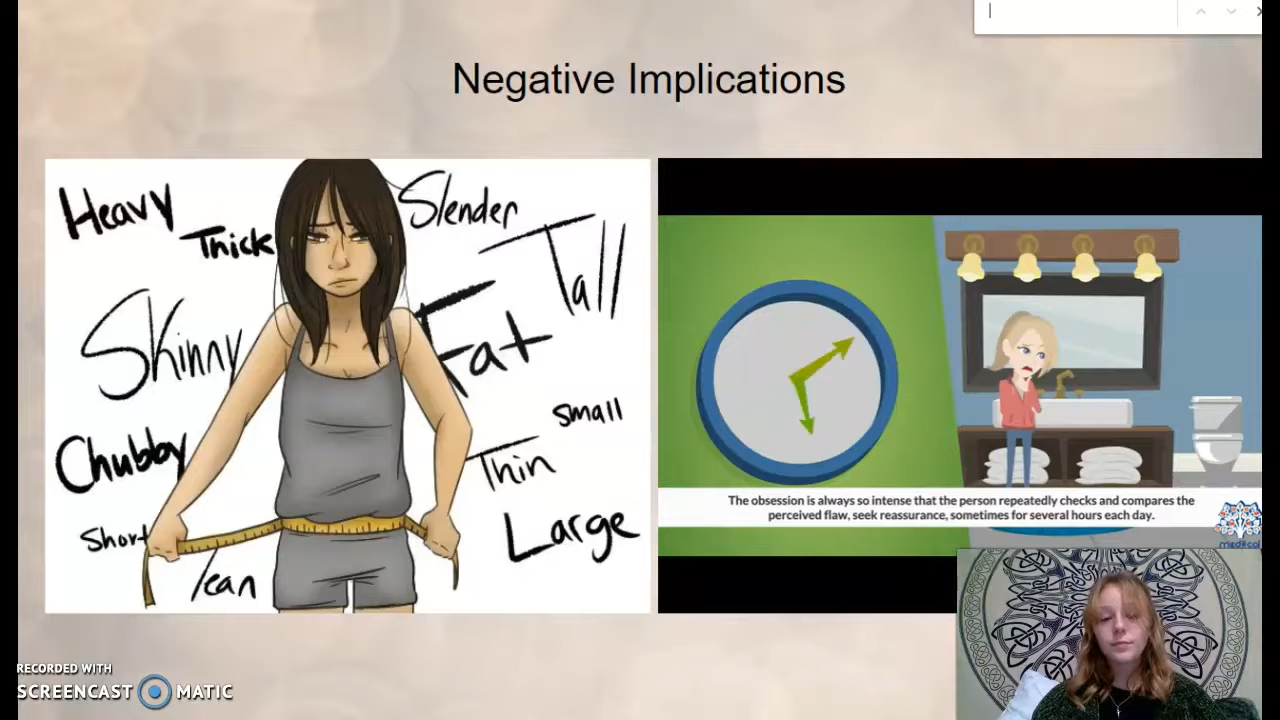 Negative Implications
Heavy
Thick
Slender
Tall
Skinny
Fat
small
Chubby
Thin
Short
Large
lean
The obsession is always so intense that the person repeatedly checks and compares the
perceived flaw, seek reassurance, sometimes for several hours each day.
medical
RECORDED WITH
SCREENCAST MATIC